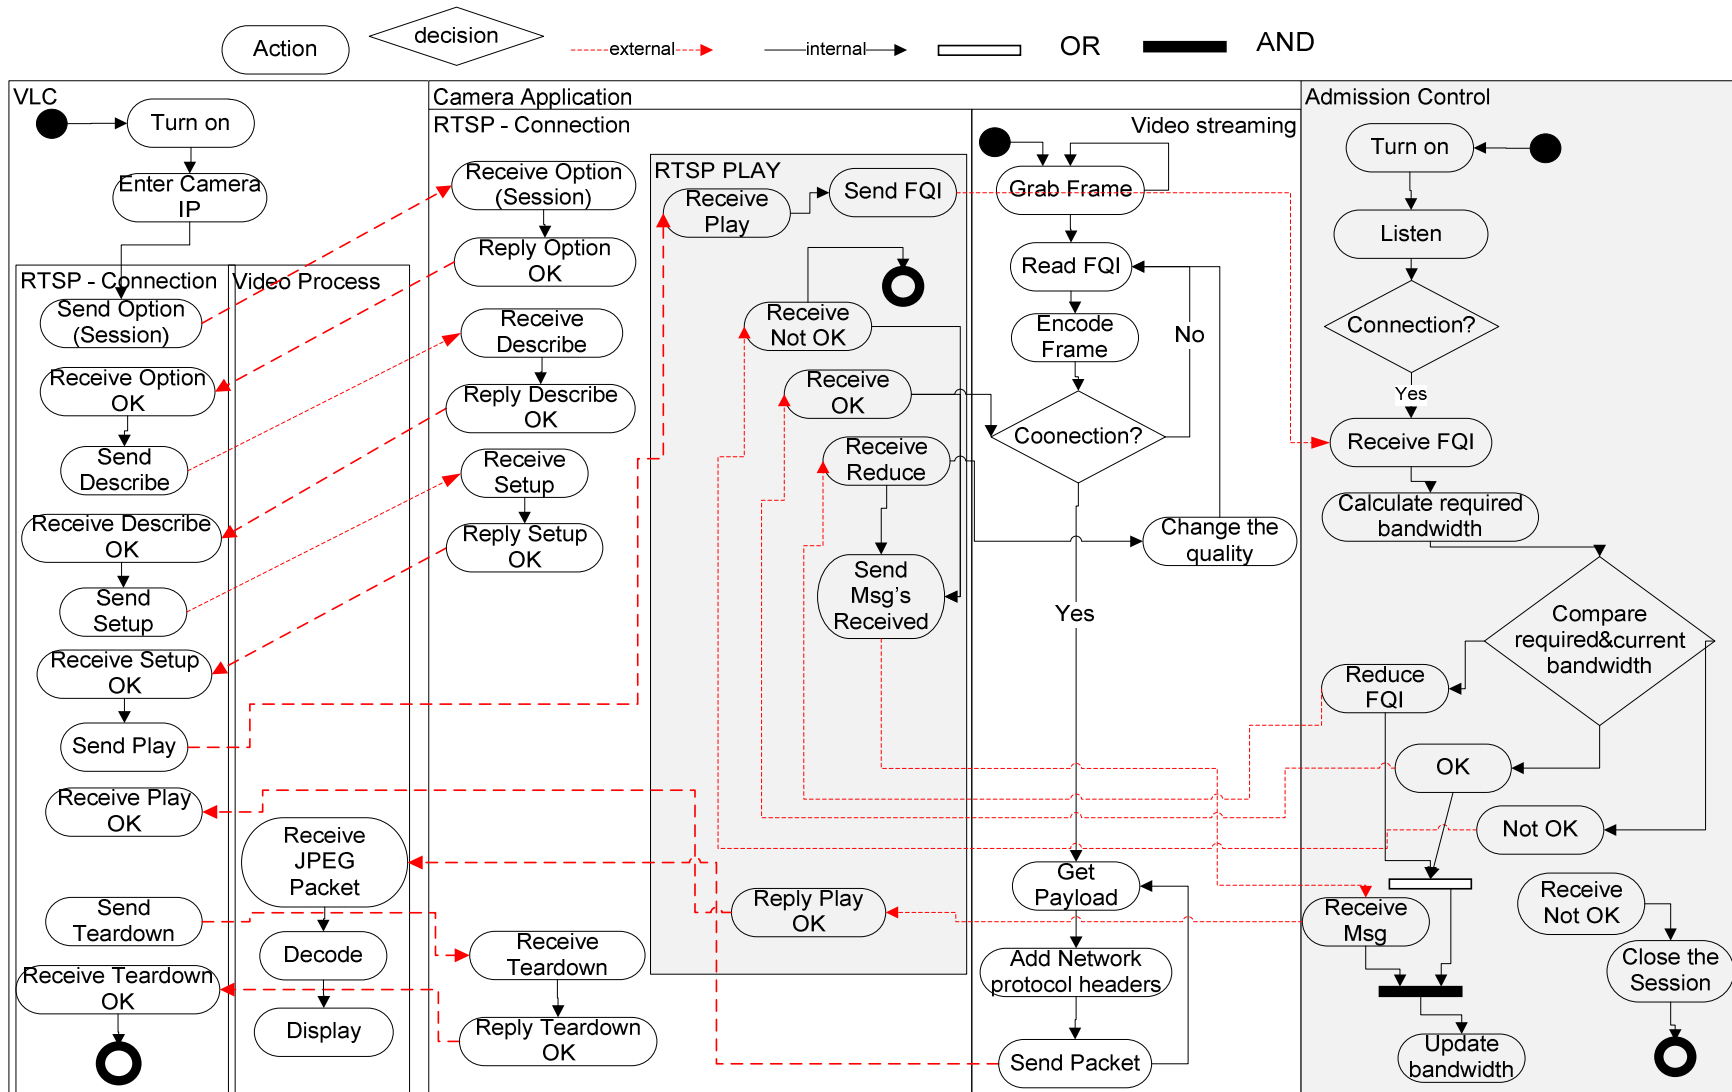 Action
decision
external
internal
OR
AND
VLC
Turn on
Enter Camera
IP
RTSP - Connection
Send Option
(Session)
Receive Option
OK
Send
Describe
Receive Describe
OK
Send
Setup
Receive Setup
OK
Send Play
Receive Play
OK
Send
Teardown
Receive Teardown
OK
Video Process
Receive
JPEG
Packet
Decode
Display
Camera Application
RTSP - Connection
Receive Option
(Session)
Reply Option
OK
Receive
Describe
Reply Describe
OK
Receive
Setup
Reply Setup
OK
Receive
Teardown
Reply Teardown
OK
RTSP PLAY
Receive
Play
Send FQI
Receive
Not OK
Receive
OK
Receive
Reduce
Send
Msg's
Received
Reply Play
OK
Video streaming
Grab Frame
Read FQI
Encode
Frame
No
Coonection?
Change the
quality
Yes
Get
Payload
Add Network
protocol headers
Send Packet
Admission Control
Turn on
Listen
Connection?
Yes
Receive FQI
Calculate required
bandwidth
Compare
required&current
bandwidth
Reduce
FQI
OK
Not OK
Receive
Msg
Receive
Not OK
Close the
Session
Update
bandwidth